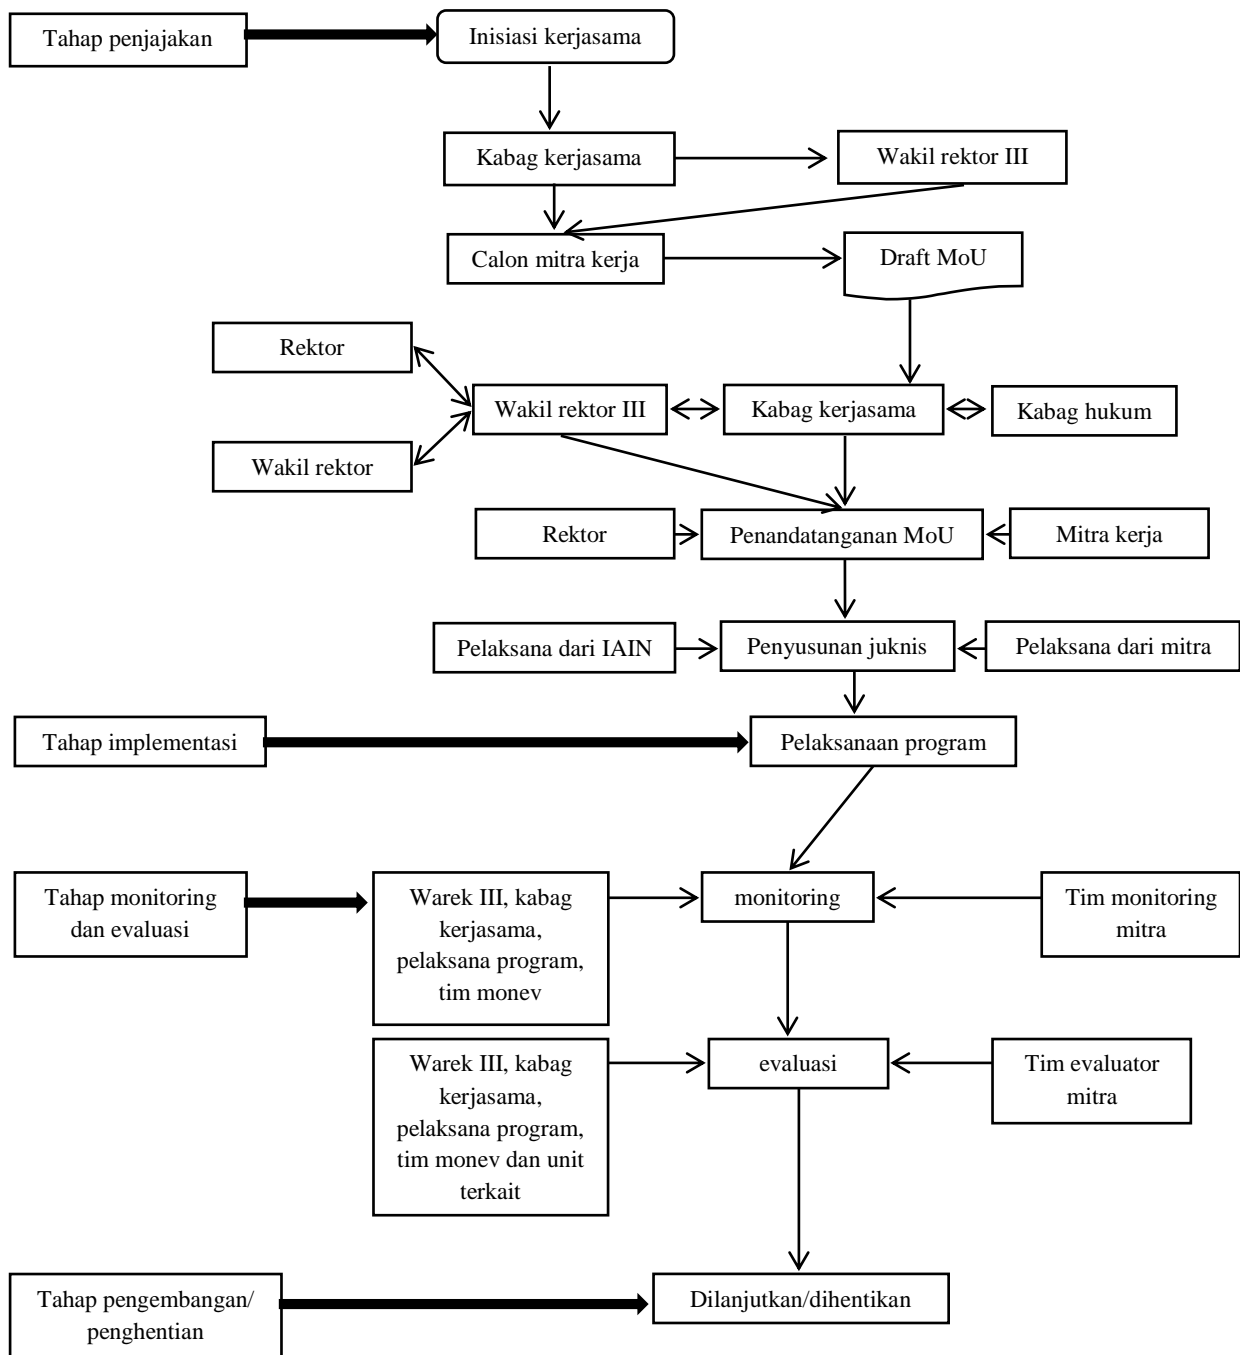 Tahap penjajakan
Inisiasi kerjasama
Kabag kerjasama
Wakil rektor III
Calon mitra kerja
Draft MoU
Rektor
Wakil rektor III
Kabag kerjasama
Kabag hukum
Wakil rektor
Rektor
Penandatanganan MoU
Mitra kerja
Pelaksana dari IAIN
Penyusunan juknis
Pelaksana dari mitra
Tahap implementasi
Pelaksanaan program
Tahap monitoring
dan evaluasi
Warek III, kabag
kerjasama,
pelaksana program,
tim monev
monitoring
Tim monitoring
mitra
Warek III, kabag
kerjasama,
pelaksana program,
tim monev dan unit
terkait
evaluasi
Tim evaluator
mitra
Tahap pengembangan/
penghentian
Dilanjutkan/dihentikan